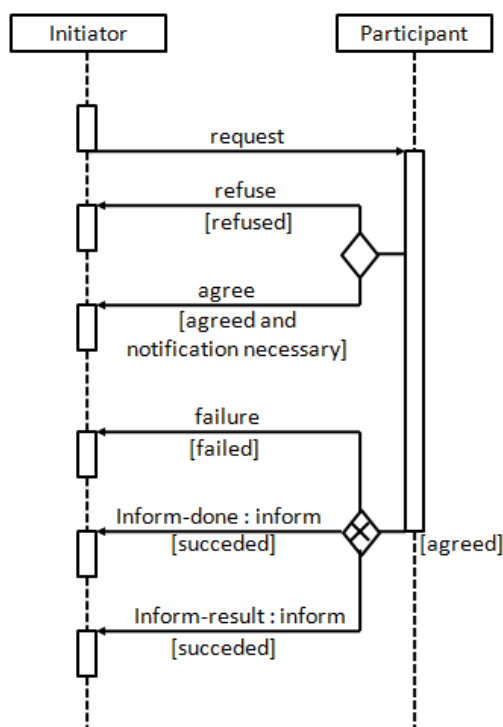 Initiator
Participant
request
refuse
[refused]
agree
[agreed and
notification necessary]
failure
[failed]
Inform-done : inform
[succeded]
[agreed]
Inform-result : inform
[succeded]